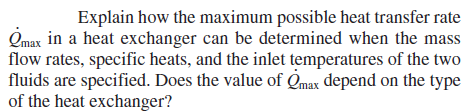 Explain how the maximum possible heat transfer rate
Q̇max in a heat exchanger can be determined when the mass
flow rates, specific heats, and the inlet temperatures of the two
fluids are specified. Does the value of Q̇max depend on the type
of the heat exchanger?